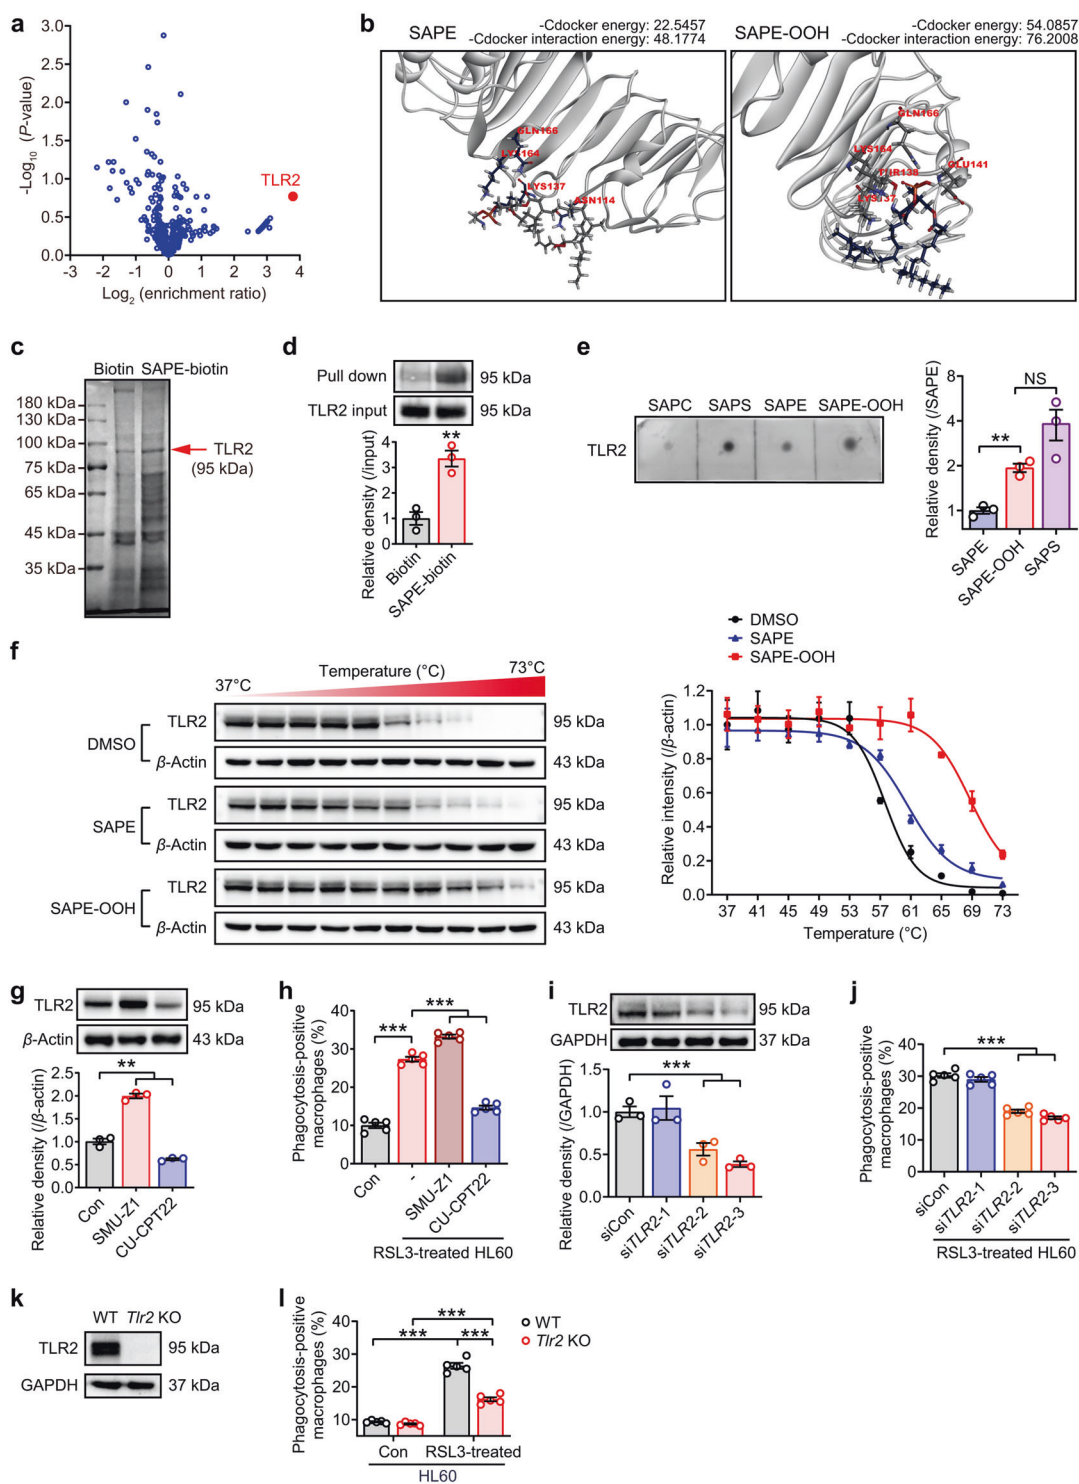 a
3.0
2.5
2.0
1.5
1.0
0.5
0.0
-Log10 (P-value)
TLR2
-3 -2 -1 0 1 2 3 4
Log2 (enrichment ratio)
b
SAPE
-Cdocker energy: 22.5457
-Cdocker interaction energy: 48.1774
GLN166
LYS164
LYS137
ASN114
SAPE-OOH
-Cdocker energy: 54.0857
-Cdocker interaction energy: 76.2008
GLN166
LYS164
GLU141
LYS137
c
Biotin SAPE-biotin
180 kDa
130 kDa
100 kDa
75 kDa
65 kDa
45 kDa
35 kDa
TLR2
(95 kDa)
d
Pull down 95 kDa
TLR2 input 95 kDa
**
Relative density (/input)
5
4
3
2
1
0
Biotin
SAPE-biotin
e
SAPC SAPS SAPE SAPE-OOH
TLR2
Relative density (/SAPE)
8
4
2
1
NS
**
SAPE
SAPE-OOH
SAPS
f
Temperature (°C)
37°C 73°C
DMSO
TLR2 95 kDa
β-Actin 43 kDa
SAPE
TLR2 95 kDa
β-Actin 43 kDa
SAPE-OOH
TLR2 95 kDa
β-Actin 43 kDa
DMSO
SAPE
SAPE-OOH
Relative intensity (/β-actin)
1.2
1.0
0.8
0.6
0.4
0.2
0.0
37 41 45 49 53 57 61 65 69 73
Temperature (°C)
g
TLR2 95 kDa
β-Actin 43 kDa
**
Relative density (/β-actin)
2.5
2.0
1.5
1.0
0.5
0.0
Con
SMU-Z1
CU-CPT22
h
Phagocytosis-positive
macrophages (%)
40
30
20
10
0
***
***
Con
-
SMU-Z1
CU-CPT22
RSL3-treated HL60
i
TLR2 95 kDa
GAPDH 37 kDa
***
Relative density (/GAPDH)
1.5
1.0
0.5
0.0
siCon
siTLR2-1
siTLR2-2
siTLR2-3
j
Phagocytosis-positive
macrophages (%)
40
30
20
10
0
***
siCon
siTLR2-1
siTLR2-2
siTLR2-3
RSL3-treated HL60
k
WT Tlr2 KO
TLR2 95 kDa
GAPDH 37 kDa
l
Phagocytosis-positive
macrophages (%)
40
30
20
10
***
***
***
WT
Tlr2 KO
Con RSL3-treated
HL60